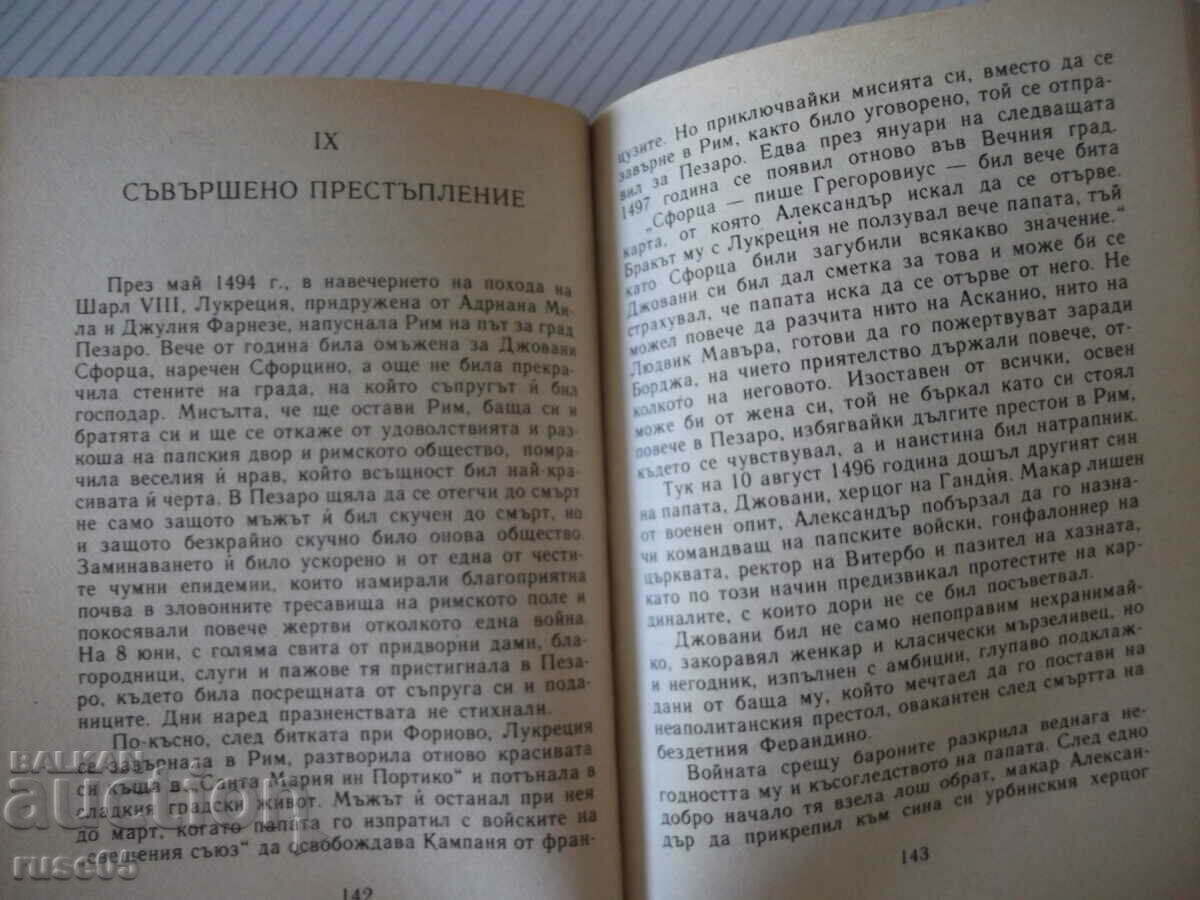 IX
СЪВЪРШЕНО ПРЕСТЪПЛЕНИЕ
През май 1494 г., в навечерието на похода на
Шарл VIII, Лукреция, придружена от Адриана Ми-
ла и Джулия Фарнезе, напуснала Рим на път за град
Пезаро. Вече от година била омъжена за Джовани
Сфорца, наречен Сфорцино, а още не била прекра-
чила стените на града, на който съпругът ѝ бил
господар. Мисълта, че ще остави Рим, баща си и
братята си и ще се откаже от удоволствията и раз-
коша на папския двор и римското общество, помра-
чила веселия ѝ нрав, който всъщност бил най-кра-
сивата ѝ черта. В Пезаро щяла да се отегчи до смърт
не само защото мъжът ѝ бил скучен до смърт, но
и защото безкрайно скучно било онова общество.
Заминаването ѝ било ускорено и от една от чести-
те чумни епидемии, които намирали благоприятна
почва в зловонните тресавища на римското поле и
покосявали повече жертви отколкото една война.
На 8 юни, с голяма свита от придворни дами, бла-
городници, слуги и пажове тя пристигнала в Пеза-
ро, където била посрещната от съпруга си и пода-
ниците. Дни наред празненствата не стихнали.
По-късно, след битката при Форново, Лукреция
се завърнала в Рим, разтворила отново красивата
си къща в „Санта Мария ин Портико“ и потънала в
сладкия градски живот. Мъжът ѝ останал при нея
до март, когато папата го изпратил с войските на
„свещения съюз“ да освобождава Кампаня от фран-
142
цузите. Но приключвайки мисията си, вместо да се
завърне в Рим, както било уговорено, той се отпра-
вил за Пезаро. Едва през януари на следващата
1497 година се появил отново във Вечния град.
„Сфорца — пише Грегоровиус — бил вече бита
карта, от която Александър искал да се отърве.
Бракът му с Лукреция не ползувал вече папата, тъй
като Сфорца били загубили всякакво значение.“
Джовани си бил дал сметка за това и може би се
страхувал, че папата иска да се отърве от него. Не
можел повече да разчита нито на Асканио, нито на
Людвик Мавъра, готови да го пожертвуват заради
Борджа, на чието приятелство държали повече, от-
колкото на неговото. Изоставен от всички, освен
може би от жена си, той не бъркал като си стоял
повече в Пезаро, избягвайки дългите престои в Рим,
където се чувствувал, а и наистина бил натрапник.
Тук на 10 август 1496 година дошъл другият син
на папата, Джовани, херцог на Гандия. Макар лишен
от военен опит, Александър побързал да го назна-
чи командващ на папските войски, гонфалониер на
църквата, ректор на Витербо и пазител на хазната,
като по този начин предизвикал протестите на кар-
диналите, с които дори не се бил посъветвал.
Джовани бил не само непоправим нехранимай-
ко, закоравял женкар и класически мързеливец, но
и негодник, изпълнен с амбиции, глупаво подклаж-
дани от баща му, който мечтаел да го постави на
неаполитанския престол, овакантен след смъртта на
бездетния Ферандино.
Войната срещу бароните разкрила веднага не-
годността му и късогледството на папата. След едно
добро начало тя взела лош обрат, макар Алексан-
дър да прикрепил към сина си урбинския херцог
143
BALKAN
auction
rusc05